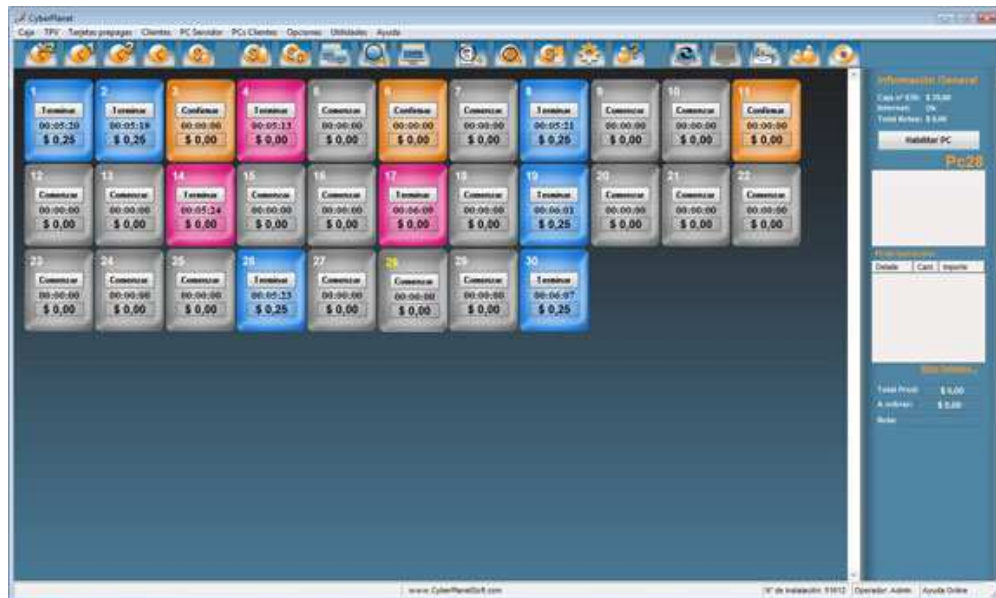 CyberPlanet
Caja TPV Tarjetas prepagas Clientes PC Servidor PCs Clientes Opciones Utilidades Ayuda
1 2 3 4 5 6 7 8 9 10 11
Terminar Terminar Confirmar Terminar Comenzar Confirmar Comenzar Terminar Comenzar Comenzar Confirmar
00:05:20 00:05:19 00:00:00 00:05:13 00:00:00 00:00:00 00:00:00 00:05:21 00:00:00 00:00:00 00:00:00
$ 0,25 $ 0,25 $ 0,00 $ 0,00 $ 0,00 $ 0,00 $ 0,00 $ 0,25 $ 0,00 $ 0,00 $ 0,00
12 13 14 15 16 17 18 19 20 21 22
Comenzar Comenzar Terminar Comenzar Comenzar Terminar Comenzar Terminar Comenzar Comenzar Comenzar
00:00:00 00:00:00 00:05:24 00:00:00 00:00:00 00:06:09 00:00:00 00:06:01 00:00:00 00:00:00 00:00:00
$ 0,00 $ 0,00 $ 0,00 $ 0,00 $ 0,00 $ 0,00 $ 0,00 $ 0,25 $ 0,00 $ 0,00 $ 0,00
23 24 25 26 27 28 29 30
Comenzar Comenzar Comenzar Terminar Comenzar Comenzar Comenzar Terminar
00:00:00 00:00:00 00:00:00 00:05:23 00:00:00 00:00:00 00:00:00 00:06:07
$ 0,00 $ 0,00 $ 0,00 $ 0,25 $ 0,00 $ 0,00 $ 0,00 $ 0,25
Información General
Internet: Ok
Total Notas: $ 0,00
Habilitar PC
Pc28
Detalle Cant. Importe
Total Prod: $ 0,00
A cobrar: $ 0,00
Nota:
www.CyberPlanetSoft.com
N° de instalación: 51612 Operador: Admin Ayuda Online